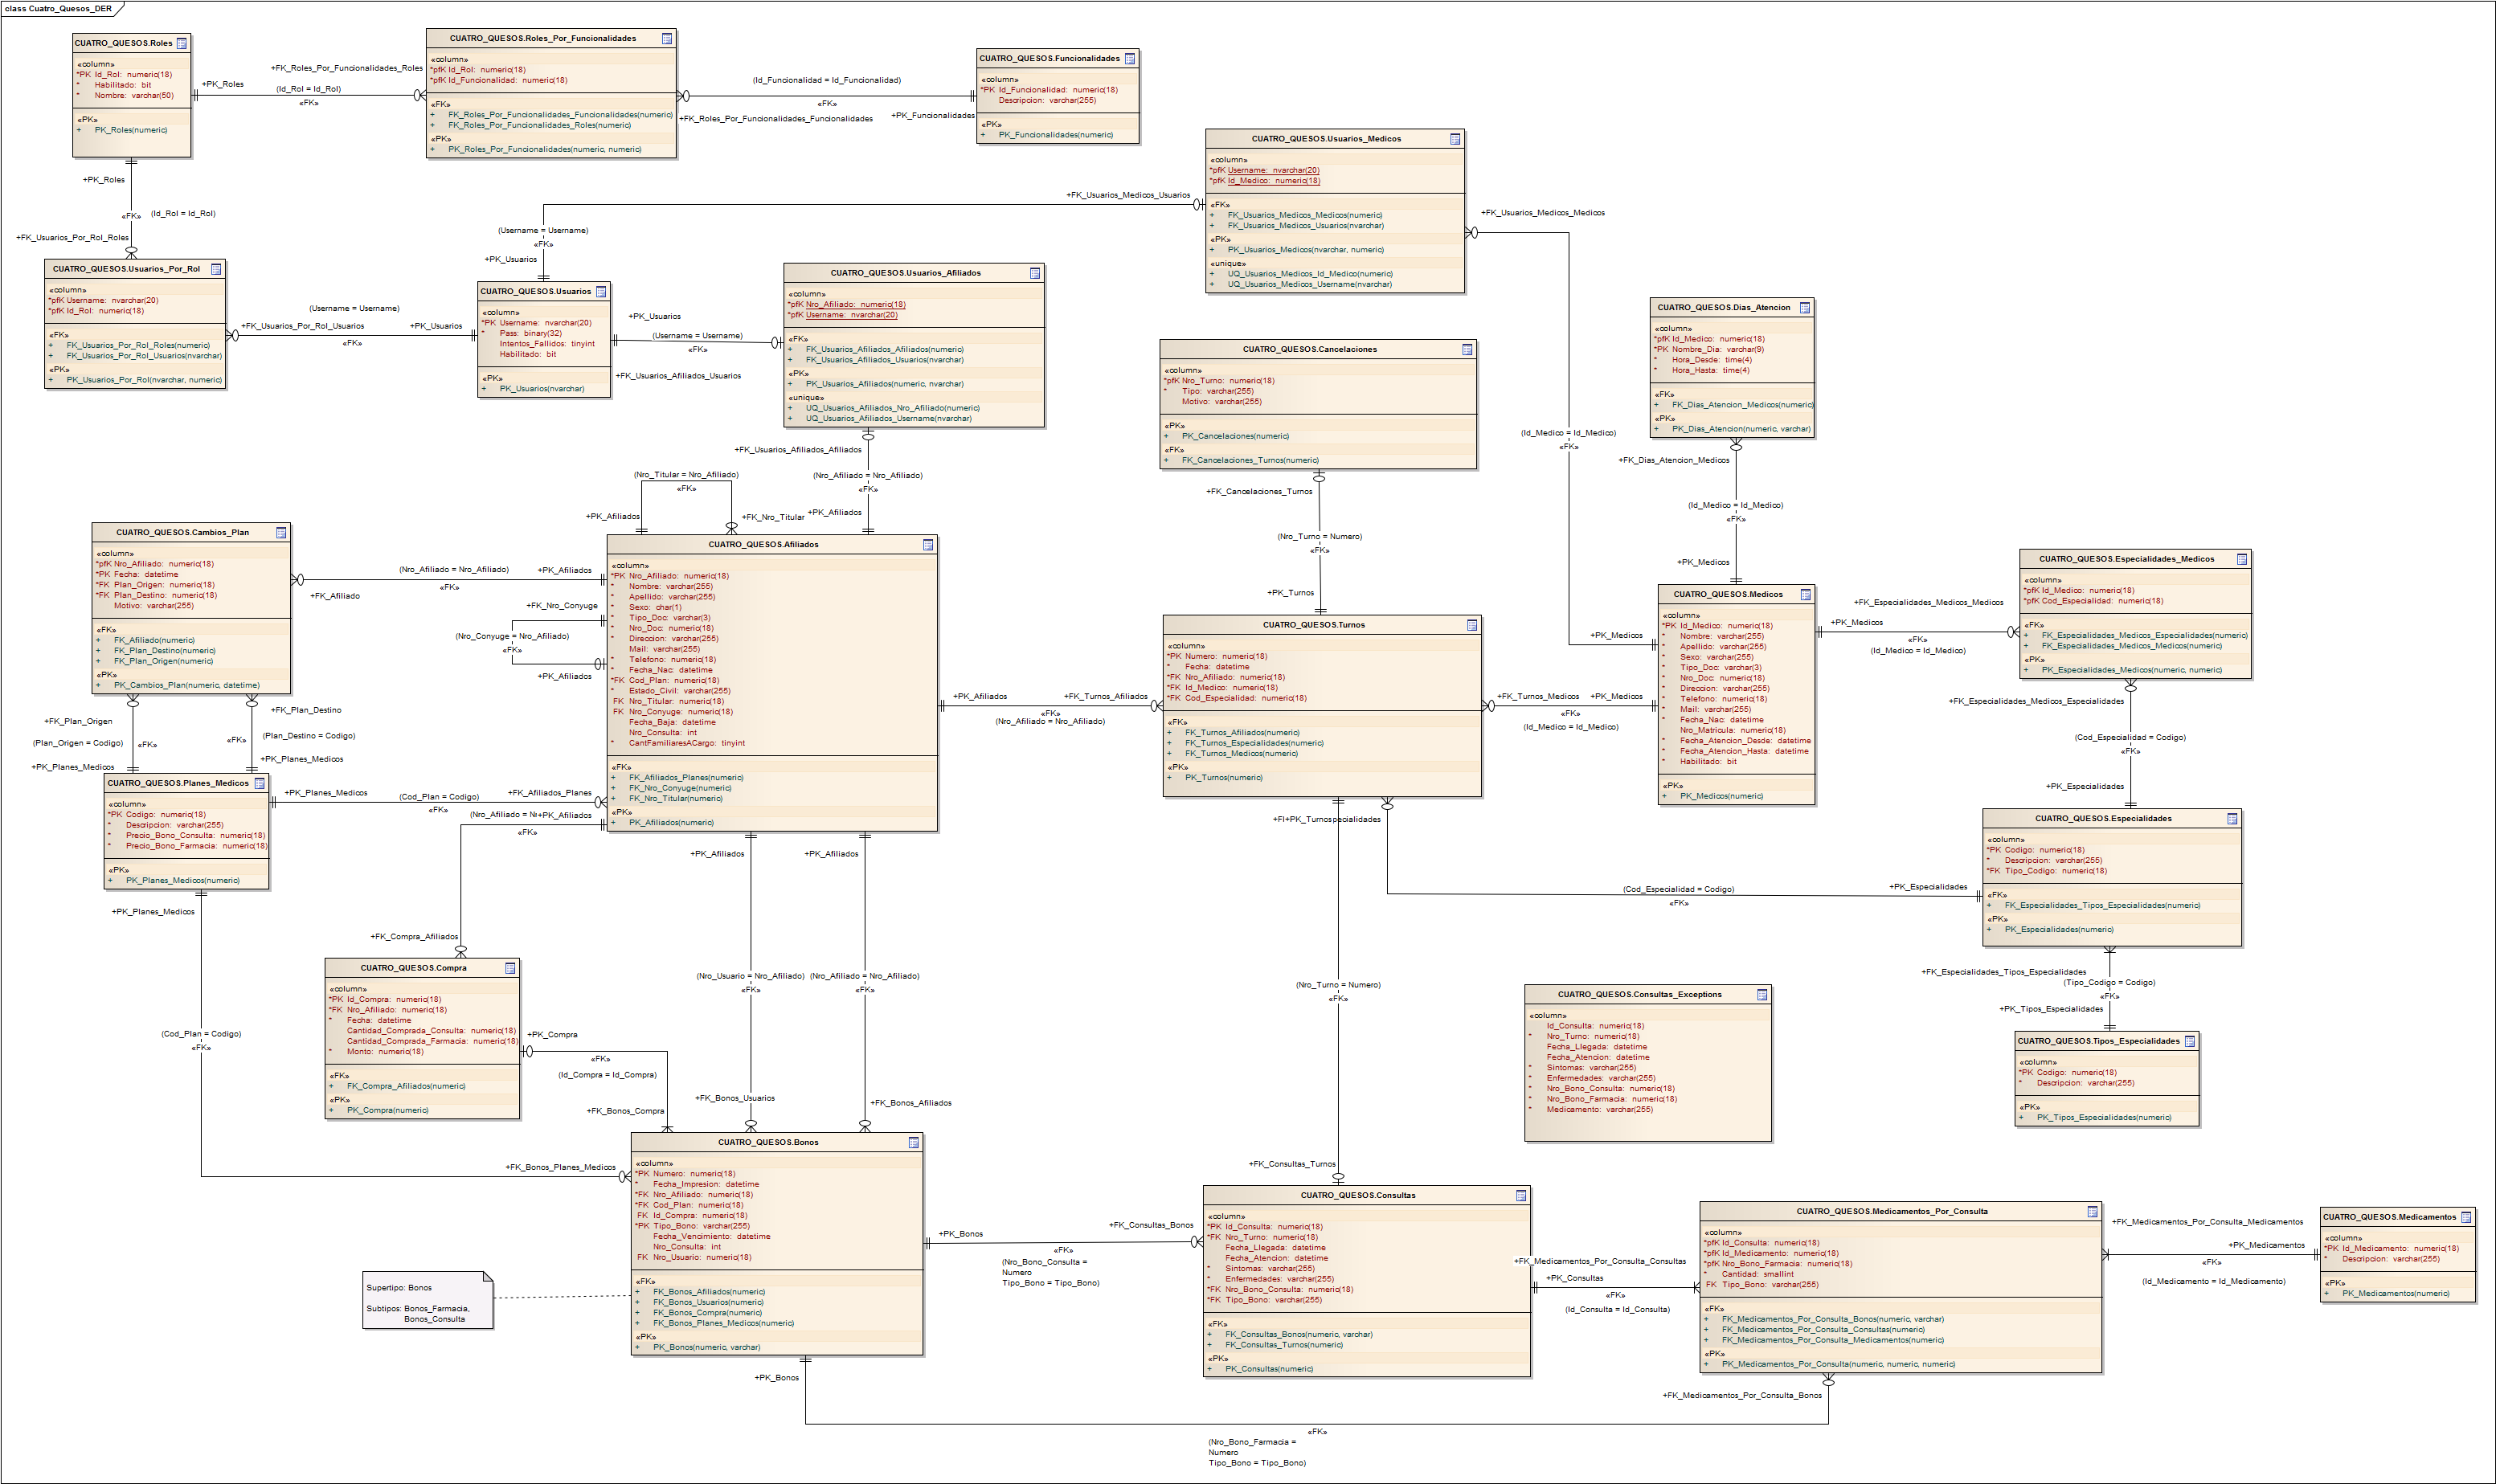 class Cuatro_Quesos_DER
CUATRO_QUESOS.Roles
«column»
*PK Id_Rol: numeric(18)
* Habilitado: bit
* Nombre: varchar(50)
«PK»
+ PK_Roles(numeric)
+PK_Roles
+FK_Roles_Por_Funcionalidades_Roles
(Id_Rol = Id_Rol)
«FK»
CUATRO_QUESOS.Roles_Por_Funcionalidades
«column»
*pfK Id_Rol: numeric(18)
*pfK Id_Funcionalidad: numeric(18)
«FK»
+ FK_Roles_Por_Funcionalidades_Funcionalidades(numeric)
+ FK_Roles_Por_Funcionalidades_Roles(numeric)
«PK»
+ PK_Roles_Por_Funcionalidades(numeric, numeric)
(Id_Funcionalidad = Id_Funcionalidad)
«FK»
+FK_Roles_Por_Funcionalidades_Funcionalidades
+PK_Funcionalidades
CUATRO_QUESOS.Funcionalidades
«column»
*PK Id_Funcionalidad: numeric(18)
Descripcion: varchar(255)
«PK»
+ PK_Funcionalidades(numeric)
CUATRO_QUESOS.Usuarios_Medicos
«column»
*pfK Username: nvarchar(20)
*pfK Id_Medico: numeric(18)
«FK»
+ FK_Usuarios_Medicos_Medicos(numeric)
+ FK_Usuarios_Medicos_Usuarios(nvarchar)
«PK»
+ PK_Usuarios_Medicos(nvarchar, numeric)
«unique»
+ UQ_Usuarios_Medicos_Id_Medico(numeric)
+ UQ_Usuarios_Medicos_Username(nvarchar)
+FK_Usuarios_Medicos_Usuarios
+FK_Usuarios_Medicos_Medicos
+PK_Roles
«FK»
(Id_Rol = Id_Rol)
+FK_Usuarios_Por_Rol_Roles
(Username = Username)
«FK»
+PK_Usuarios
CUATRO_QUESOS.Usuarios_Por_Rol
«column»
*pfK Username: nvarchar(20)
*pfK Id_Rol: numeric(18)
«FK»
+ FK_Usuarios_Por_Rol_Roles(numeric)
+ FK_Usuarios_Por_Rol_Usuarios(nvarchar)
«PK»
+ PK_Usuarios_Por_Rol(nvarchar, numeric)
(Username = Username)
+FK_Usuarios_Por_Rol_Usuarios
+PK_Usuarios
«FK»
CUATRO_QUESOS.Usuarios
«column»
*PK Username: nvarchar(20)
* Pass: binary(32)
Intentos_Fallidos: tinyint
Habilitado: bit
«PK»
+ PK_Usuarios(nvarchar)
+PK_Usuarios
(Username = Username)
«FK»
+FK_Usuarios_Afiliados_Usuarios
CUATRO_QUESOS.Usuarios_Afiliados
«column»
*pfK Nro_Afiliado: numeric(18)
*pfK Username: nvarchar(20)
«FK»
+ FK_Usuarios_Afiliados_Afiliados(numeric)
+ FK_Usuarios_Afiliados_Usuarios(nvarchar)
«PK»
+ PK_Usuarios_Afiliados(numeric, nvarchar)
«unique»
+ UQ_Usuarios_Afiliados_Nro_Afiliado(numeric)
+ UQ_Usuarios_Afiliados_Username(nvarchar)
+FK_Usuarios_Afiliados_Afiliados
(Nro_Afiliado = Nro_Afiliado)
«FK»
+PK_Afiliados
CUATRO_QUESOS.Cancelaciones
«column»
*pfK Nro_Turno: numeric(18)
* Tipo: varchar(255)
Motivo: varchar(255)
«PK»
+ PK_Cancelaciones(numeric)
«FK»
+ FK_Cancelaciones_Turnos(numeric)
+FK_Cancelaciones_Turnos
(Nro_Turno = Numero)
«FK»
+PK_Turnos
(Id_Medico = Id_Medico)
«FK»
+PK_Medicos
CUATRO_QUESOS.Dias_Atencion
«column»
*pfK Id_Medico: numeric(18)
*PK Nombre_Dia: varchar(9)
* Hora_Desde: time(4)
* Hora_Hasta: time(4)
«FK»
+ FK_Dias_Atencion_Medicos(numeric)
«PK»
+ PK_Dias_Atencion(numeric, varchar)
+FK_Dias_Atencion_Medicos
(Id_Medico = Id_Medico)
«FK»
+PK_Medicos
(Nro_Titular = Nro_Afiliado)
«FK»
+PK_Afiliados
+FK_Nro_Titular
CUATRO_QUESOS.Cambios_Plan
«column»
*pfK Nro_Afiliado: numeric(18)
*PK Fecha: datetime
*FK Plan_Origen: numeric(18)
*FK Plan_Destino: numeric(18)
Motivo: varchar(255)
«FK»
+ FK_Afiliado(numeric)
+ FK_Plan_Destino(numeric)
+ FK_Plan_Origen(numeric)
«PK»
+ PK_Cambios_Plan(numeric, datetime)
(Nro_Afiliado = Nro_Afiliado)
+PK_Afiliados
«FK»
+FK_Afiliado
+FK_Nro_Conyuge
(Nro_Conyuge = Nro_Afiliado)
«FK»
+PK_Afiliados
CUATRO_QUESOS.Afiliados
«column»
*PK Nro_Afiliado: numeric(18)
* Nombre: varchar(255)
* Apellido: varchar(255)
* Sexo: char(1)
* Tipo_Doc: varchar(3)
* Nro_Doc: numeric(18)
* Direccion: varchar(255)
Mail: varchar(255)
* Telefono: numeric(18)
* Fecha_Nac: datetime
*FK Cod_Plan: numeric(18)
* Estado_Civil: varchar(255)
FK Nro_Titular: numeric(18)
FK Nro_Conyuge: numeric(18)
Fecha_Baja: datetime
Nro_Consulta: int
* CantFamiliaresACargo: tinyint
«FK»
+ FK_Afiliados_Planes(numeric)
+ FK_Nro_Conyuge(numeric)
+ FK_Nro_Titular(numeric)
«PK»
+ PK_Afiliados(numeric)
+FK_Plan_Origen
(Plan_Origen = Codigo)
«FK»
+PK_Planes_Medicos
+FK_Plan_Destino
(Plan_Destino = Codigo)
«FK»
+PK_Planes_Medicos
CUATRO_QUESOS.Planes_Medicos
«column»
*PK Codigo: numeric(18)
* Descripcion: varchar(255)
* Precio_Bono_Consulta: numeric(18)
* Precio_Bono_Farmacia: numeric(18)
«PK»
+ PK_Planes_Medicos(numeric)
+PK_Planes_Medicos
(Cod_Plan = Codigo)
«FK»
+FK_Afiliados_Planes
(Nro_Afiliado = Nr
+PK_Afiliados
«FK»
+FK_Compra_Afiliados
+PK_Afiliados
+FK_Turnos_Afiliados
«FK»
(Nro_Afiliado = Nro_Afiliado)
CUATRO_QUESOS.Turnos
«column»
*PK Numero: numeric(18)
* Fecha: datetime
*FK Nro_Afiliado: numeric(18)
*FK Id_Medico: numeric(18)
*FK Cod_Especialidad: numeric(18)
«FK»
+ FK_Turnos_Afiliados(numeric)
+ FK_Turnos_Especialidades(numeric)
+ FK_Turnos_Medicos(numeric)
«PK»
+ PK_Turnos(numeric)
+FK_Turnos_Medicos
+PK_Medicos
«FK»
(Id_Medico = Id_Medico)
CUATRO_QUESOS.Medicos
«column»
*PK Id_Medico: numeric(18)
* Nombre: varchar(255)
* Apellido: varchar(255)
* Sexo: varchar(255)
* Tipo_Doc: varchar(3)
* Nro_Doc: numeric(18)
* Direccion: varchar(255)
* Telefono: numeric(18)
* Mail: varchar(255)
* Fecha_Nac: datetime
Nro_Matricula: numeric(18)
* Fecha_Atencion_Desde: datetime
* Fecha_Atencion_Hasta: datetime
* Habilitado: bit
«PK»
+ PK_Medicos(numeric)
+FK_Especialidades_Medicos_Medicos
+PK_Medicos
«FK»
(Id_Medico = Id_Medico)
CUATRO_QUESOS.Especialidades_Medicos
«column»
*pfK Id_Medico: numeric(18)
*pfK Cod_Especialidad: numeric(18)
«FK»
+ FK_Especialidades_Medicos_Especialidades(numeric)
+ FK_Especialidades_Medicos_Medicos(numeric)
«PK»
+ PK_Especialidades_Medicos(numeric, numeric)
+FK_Especialidades_Medicos_Especialidades
(Cod_Especialidad = Codigo)
«FK»
+PK_Especialidades
CUATRO_QUESOS.Especialidades
«column»
*PK Codigo: numeric(18)
* Descripcion: varchar(255)
*FK Tipo_Codigo: numeric(18)
«FK»
+ FK_Especialidades_Tipos_Especialidades(numeric)
«PK»
+ PK_Especialidades(numeric)
+PK_Turnos
pecialidades
(Cod_Especialidad = Codigo)
«FK»
+PK_Especialidades
+FK_Especialidades_Tipos_Especialidades
(Tipo_Codigo = Codigo)
«FK»
+PK_Tipos_Especialidades
CUATRO_QUESOS.Tipos_Especialidades
«column»
*PK Codigo: numeric(18)
* Descripcion: varchar(255)
«PK»
+ PK_Tipos_Especialidades(numeric)
+PK_Planes_Medicos
(Cod_Plan = Codigo)
«FK»
+FK_Bonos_Planes_Medicos
CUATRO_QUESOS.Compra
«column»
*PK Id_Compra: numeric(18)
*FK Nro_Afiliado: numeric(18)
* Fecha: datetime
Cantidad_Comprada_Consulta: numeric(18)
Cantidad_Comprada_Farmacia: numeric(18)
* Monto: numeric(18)
«FK»
+ FK_Compra_Afiliados(numeric)
«PK»
+ PK_Compra(numeric)
+PK_Compra
«FK»
(Id_Compra = Id_Compra)
+FK_Bonos_Compra
+PK_Afiliados
(Nro_Usuario = Nro_Afiliado)
«FK»
+FK_Bonos_Usuarios
+PK_Afiliados
(Nro_Afiliado = Nro_Afiliado)
«FK»
+FK_Bonos_Afiliados
(Nro_Turno = Numero)
«FK»
+FK_Consultas_Turnos
CUATRO_QUESOS.Consultas_Exceptions
«column»
Id_Consulta: numeric(18)
* Nro_Turno: numeric(18)
Fecha_Llegada: datetime
Fecha_Atencion: datetime
* Sintomas: varchar(255)
* Enfermedades: varchar(255)
* Nro_Bono_Consulta: numeric(18)
* Nro_Bono_Farmacia: numeric(18)
* Medicamento: varchar(255)
CUATRO_QUESOS.Bonos
«column»
*PK Numero: numeric(18)
* Fecha_Impresion: datetime
*FK Nro_Afiliado: numeric(18)
*FK Cod_Plan: numeric(18)
FK Id_Compra: numeric(18)
*PK Tipo_Bono: varchar(255)
Fecha_Vencimiento: datetime
Nro_Consulta: int
FK Nro_Usuario: numeric(18)
«FK»
+ FK_Bonos_Afiliados(numeric)
+ FK_Bonos_Usuarios(numeric)
+ FK_Bonos_Compra(numeric)
+ FK_Bonos_Planes_Medicos(numeric)
«PK»
+ PK_Bonos(numeric, varchar)
Supertipo: Bonos
Subtipos: Bonos_Farmacia,
Bonos_Consulta
+PK_Bonos
+FK_Consultas_Bonos
«FK»
(Nro_Bono_Consulta =
Numero
Tipo_Bono = Tipo_Bono)
CUATRO_QUESOS.Consultas
«column»
*PK Id_Consulta: numeric(18)
*FK Nro_Turno: numeric(18)
Fecha_Llegada: datetime
Fecha_Atencion: datetime
* Sintomas: varchar(255)
* Enfermedades: varchar(255)
*FK Nro_Bono_Consulta: numeric(18)
*FK Tipo_Bono: varchar(255)
«FK»
+ FK_Consultas_Bonos(numeric, varchar)
+ FK_Consultas_Turnos(numeric)
«PK»
+ PK_Consultas(numeric)
+FK_Medicamentos_Por_Consulta_Consultas
+PK_Consultas
«FK»
(Id_Consulta = Id_Consulta)
CUATRO_QUESOS.Medicamentos_Por_Consulta
«column»
*pfK Id_Consulta: numeric(18)
*pfK Id_Medicamento: numeric(18)
*pfK Nro_Bono_Farmacia: numeric(18)
* Cantidad: smallint
FK Tipo_Bono: varchar(255)
«FK»
+ FK_Medicamentos_Por_Consulta_Bonos(numeric, varchar)
+ FK_Medicamentos_Por_Consulta_Consultas(numeric)
+ FK_Medicamentos_Por_Consulta_Medicamentos(numeric)
«PK»
+ PK_Medicamentos_Por_Consulta(numeric, numeric, numeric)
+FK_Medicamentos_Por_Consulta_Medicamentos
+PK_Medicamentos
«FK»
(Id_Medicamento = Id_Medicamento)
CUATRO_QUESOS.Medicamentos
«column»
*PK Id_Medicamento: numeric(18)
* Descripcion: varchar(255)
«PK»
+ PK_Medicamentos(numeric)
+PK_Bonos
+FK_Medicamentos_Por_Consulta_Bonos
«FK»
(Nro_Bono_Farmacia =
Numero
Tipo_Bono = Tipo_Bono)